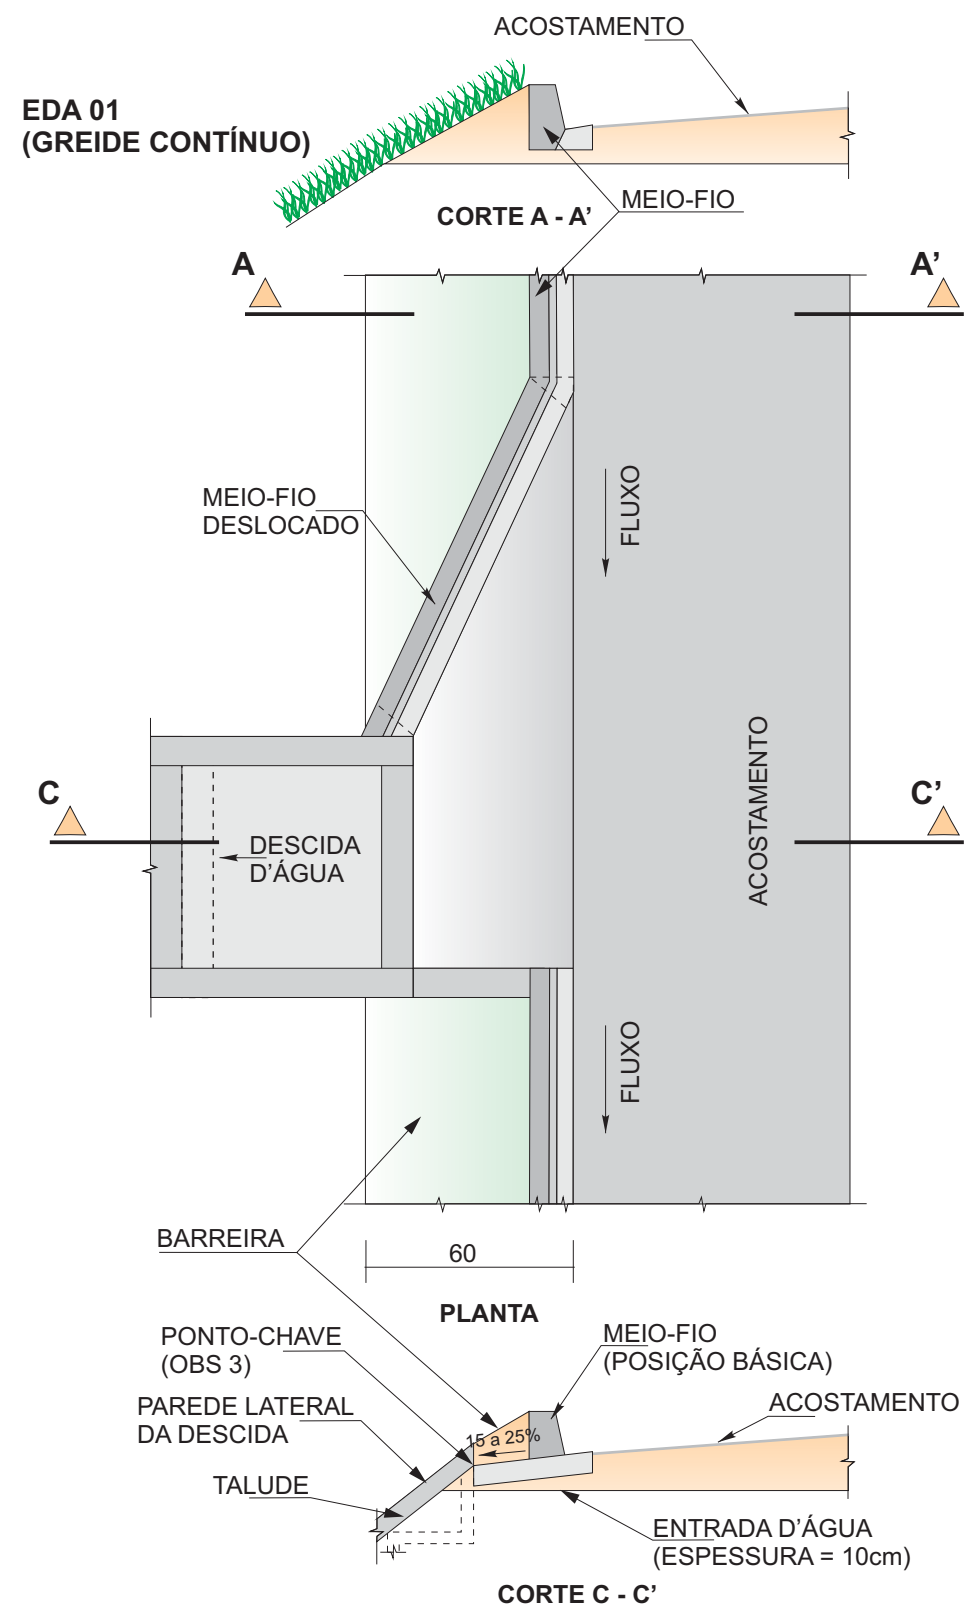 ACOSTAMENTO
EDA 01
(GREIDE CONTÍNUO)
MEIO-FIO
CORTE A - A’
A
A’
MEIO-FIO
DESLOCADO
FLUXO
ACOSTAMENTO
C
C’
DESCIDA
D’ÁGUA
FLUXO
BARREIRA
60
PLANTA
PONTO-CHAVE
(OBS 3)
MEIO-FIO
(POSIÇÃO BÁSICA)
PAREDE LATERAL
DA DESCIDA
ACOSTAMENTO
15 a 25%
TALUDE
ENTRADA D’ÁGUA
(ESPESSURA = 10cm)
CORTE C - C’